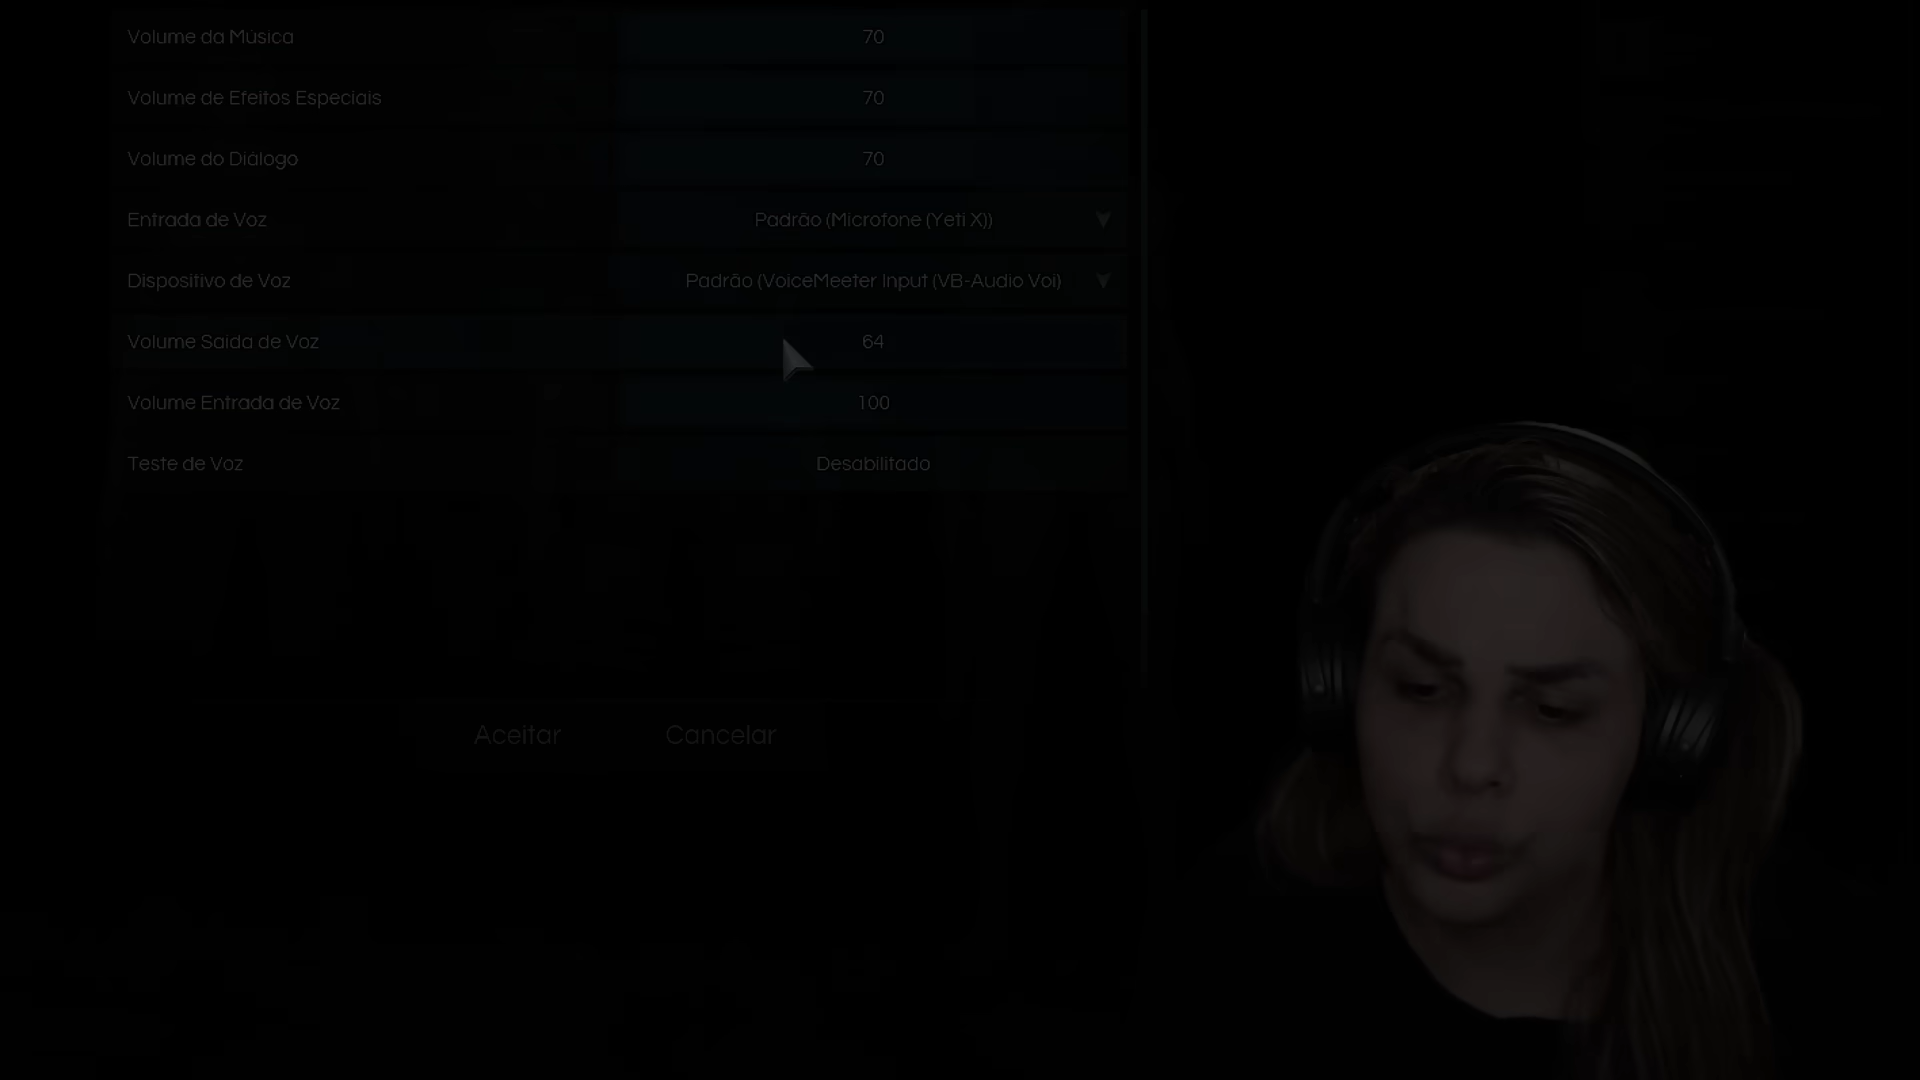 Volume da Música 70
Volume de Efeitos Especiais 70
Volume do Diálogo 70
Entrada de Voz Padrão (Microfone (Yeti X))
Dispositivo de Voz Padrão (VoiceMeeter Input (VB-Audio Voi)
Volume Saída de Voz 64
Volume Entrada de Voz 100
Teste de Voz Desabilitado
Aceitar Cancelar